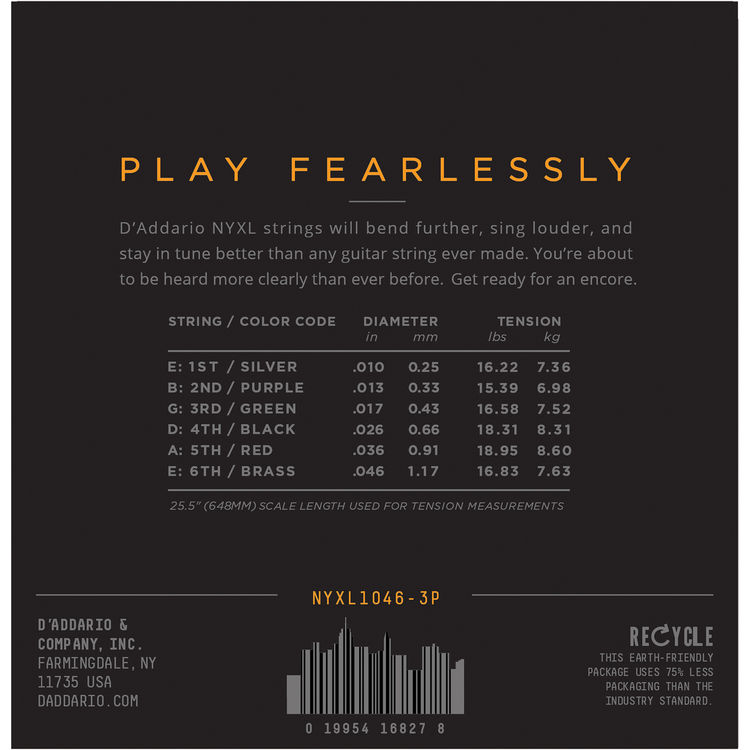 PLAY FEARLESSLY
D’Addario NYXL strings will bend further, sing louder, and
stay in tune better than any guitar string ever made. You’re about
to be heard more clearly than ever before. Get ready for an encore.
STRING / COLOR CODE DIAMETER TENSION
in mm lbs kg
E: 1ST / SILVER .010 0.25 16.22 7.36
B: 2ND / PURPLE .013 0.33 15.39 6.98
G: 3RD / GREEN .017 0.43 16.58 7.52
D: 4TH / BLACK .026 0.66 18.31 8.31
A: 5TH / RED .036 0.91 18.95 8.60
E: 6TH / BRASS .046 1.17 16.83 7.63
25.5" (648MM) SCALE LENGTH USED FOR TENSION MEASUREMENTS
NYXL1046-3P
D’ADDARIO &
COMPANY, INC.
FARMINGDALE, NY
11735 USA
DADDARIO.COM
0 19954 16827 8
RECYCLE
THIS EARTH-FRIENDLY
PACKAGE USES 75% LESS
PACKAGING THAN THE
INDUSTRY STANDARD.